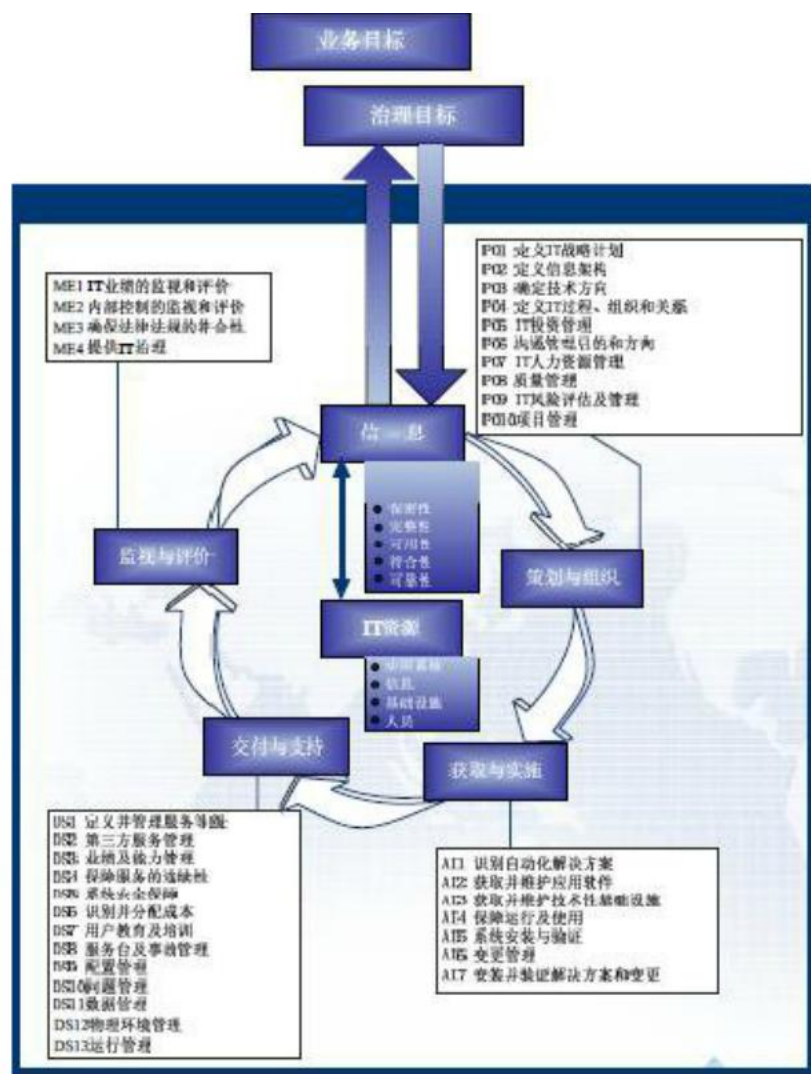 业务目标
治理目标
ME1 IT业绩的监视和评价
ME2 内部控制的监视和评价
ME3 确保法律法规的符合性
ME4 提供IT治理
PO1 定义IT战略计划
PO2 定义信息架构
PO3 确定技术方向
PO4 定义IT过程、组织和关系
PO5 IT投资管理
PO6 沟通管理目的和方向
PO7 IT人力资源管理
PO8 质量管理
PO9 IT风险评估及管理
PO10项目管理
信息
保密性
完整性
可用性
符合性
可靠性
监视与评价
策划与组织
IT资源
信息
基础设施
人员
交付与支持
获取与实施
DS1 定义并管理服务等级
DS2 第三方服务管理
DS3 业绩及能力管理
DS4 保障服务的连续性
DS5 系统安全保障
DS6 识别并分配成本
DS7 用户教育及培训
DS8 服务台及事故管理
DS9 配置管理
DS10问题管理
DS11数据管理
DS12物理环境管理
DS13运行管理
AI1 识别自动化解决方案
AI2 获取并维护应用软件
AI3 获取并维护技术性基础设施
AI4 保障运行及使用
AI5 系统安装与验证
AI6 变更管理
AI7 安装并验证解决方案和变更